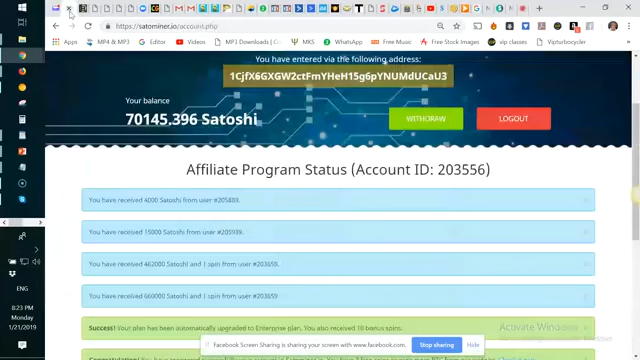 https://satominer.io/account.php
Apps MP4 & MP3 Google Docs Video MP3 Downloads | C MKS WhatsApp Free Music Free Stock Images vip classes Vipturbocycler
You have entered via the following address:
1CjfX6GXGW2ctFmYHeH15g6pYNUMdUCaU3
Your balance
70145.396 Satoshi
WITHDRAW
LOGOUT
Affiliate Program Status (Account ID: 203556)
You have received 4000 Satoshi from user #205889.
You have received 15000 Satoshi from user #205939.
You have received 462000 Satoshi and 1 spin from user #203659.
You have received 660000 Satoshi and 1 spin from user #203659
Success! Your plan has been automatically upgraded to Enterprise plan. You also received 10 bonus spins.
Activate Windows
Facebook Screen Sharing is sharing your screen with www.facebook.com.
Stop sharing
Hide
ENG
8:23 PM
Monday
1/21/2019